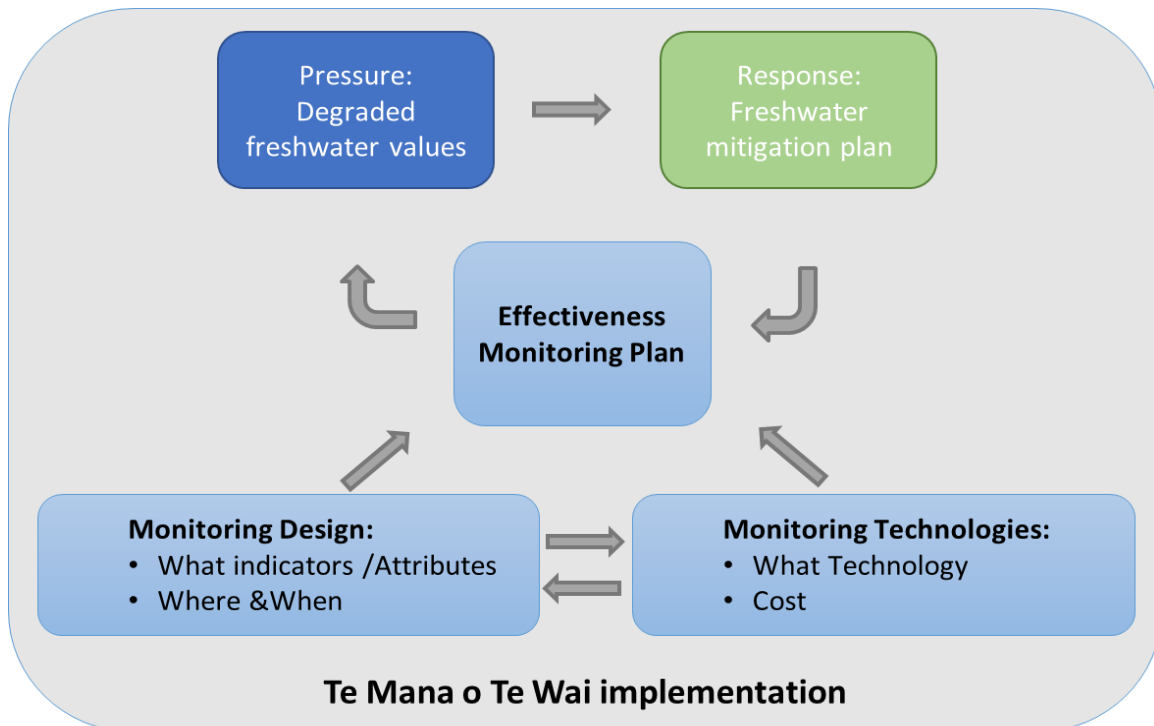 Pressure:
Degraded
freshwater values
Response:
Freshwater
mitigation plan
Effectiveness
Monitoring Plan
Monitoring Design:
• What indicators /Attributes
• Where &When
Monitoring Technologies:
• What Technology
• Cost
Te Mana o Te Wai implementation